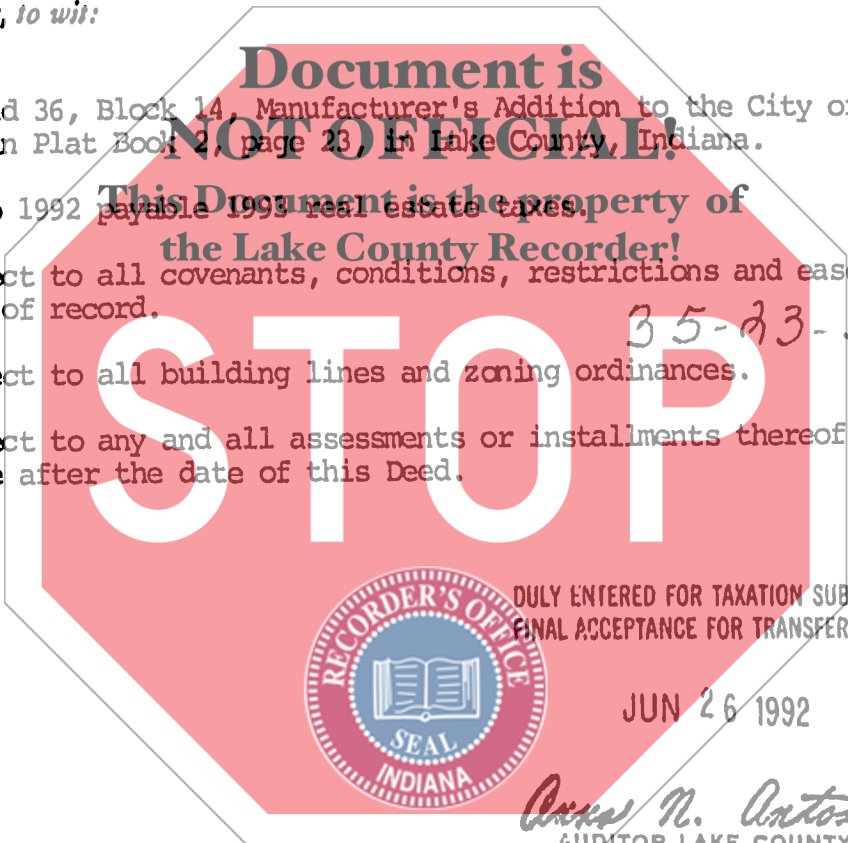 to wit:
Document is
d 36, Block 14, Manufacturer's Addition to the City of
NOT OFFICIAL!
n Plat Book 2, page 23, in Lake County, Indiana.
This Document is the property of
1992 payable 1993 real estate taxes.
the Lake County Recorder!
ct to all covenants, conditions, restrictions and ease
of record.
35-23-
STOP
ct to all building lines and zoning ordinances.
ct to any and all assessments or installments thereof
after the date of this Deed.
RECORDER'S OFFICE
SEAL
INDIANA
DULY ENTERED FOR TAXATION SUB
FINAL ACCEPTANCE FOR TRANSFER
JUN 26 1992
Anna N. Anto
AUDITOR LAKE COUNTY